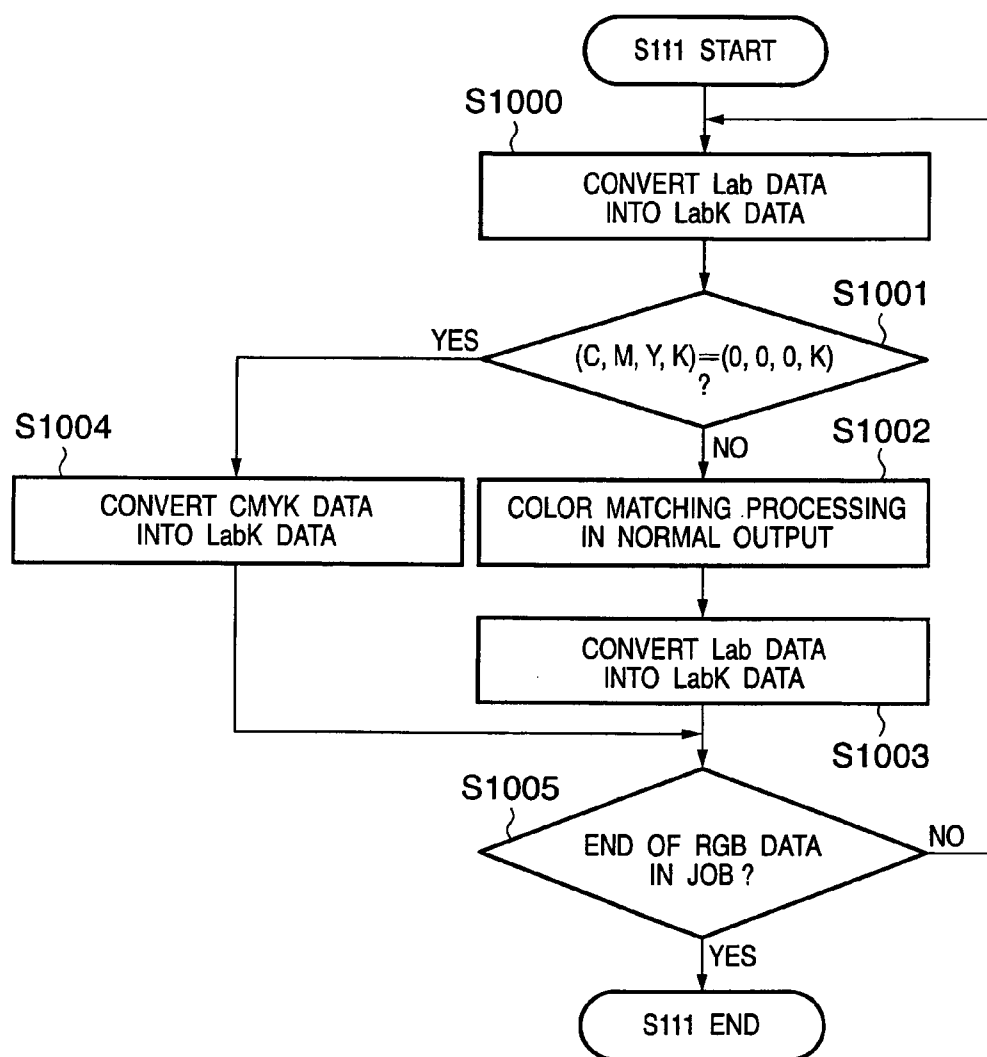 S111 START
S1000
CONVERT Lab DATA
INTO LabK DATA
S1001
YES
(C, M, Y, K)=(0, 0, 0, K)
?
S1004
NO
S1002
CONVERT CMYK DATA
INTO LabK DATA
COLOR MATCHING PROCESSING
IN NORMAL OUTPUT
CONVERT Lab DATA
INTO LabK DATA
S1003
S1005
END OF RGB DATA
IN JOB ?
NO
YES
S111 END